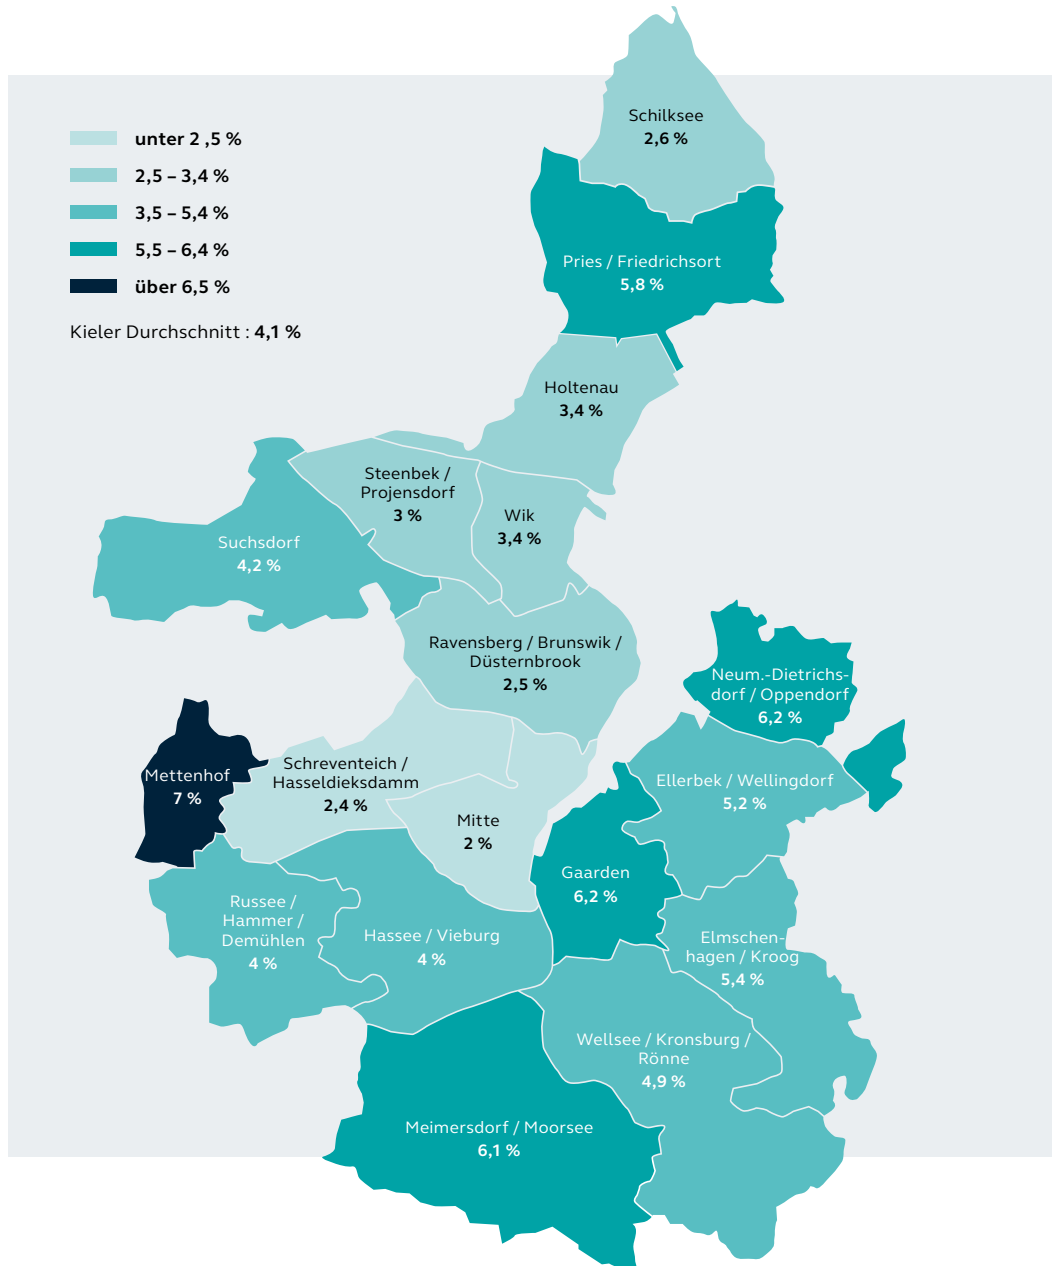 unter 2 ,5 %
2,5 – 3,4 %
3,5 – 5,4 %
5,5 – 6,4 %
über 6,5 %
Kieler Durchschnitt : 4,1 %
Schilksee
2,6 %
Pries / Friedrichsort
5,8 %
Holtenau
3,4 %
Steenbek /
Projensdorf
3 %
Wik
3,4 %
Suchsdorf
4,2 %
Ravensberg / Brunswik /
Düsternbrook
2,5 %
Neum.-Dietrichs-
dorf / Oppendorf
6,2 %
Mettenhof
7 %
Schreventeich /
Hasseldieksdamm
2,4 %
Ellerbek / Wellingdorf
5,2 %
Mitte
2 %
Gaarden
6,2 %
Russee /
Hammer /
Demühlen
4 %
Hassee / Vieburg
4 %
Elmschen-
hagen / Kroog
5,4 %
Wellsee / Kronsburg /
Rönne
4,9 %
Meimersdorf / Moorsee
6,1 %